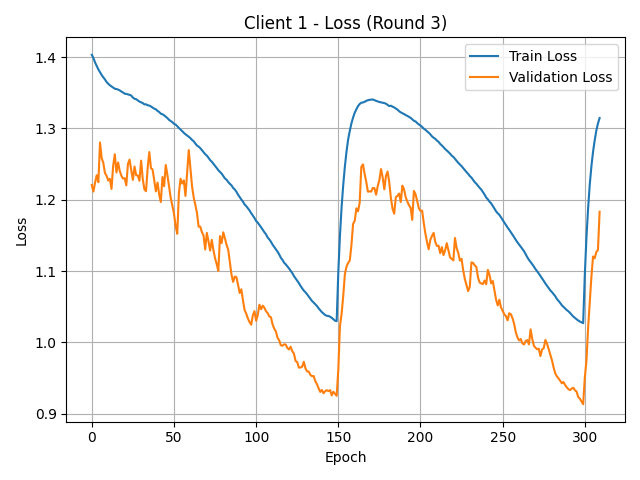 Client 1 - Loss (Round 3)
Train Loss
Validation Loss
1.4
1.3
1.2
1.1
1.0
0.9
Loss
0 50 100 150 200 250 300
Epoch